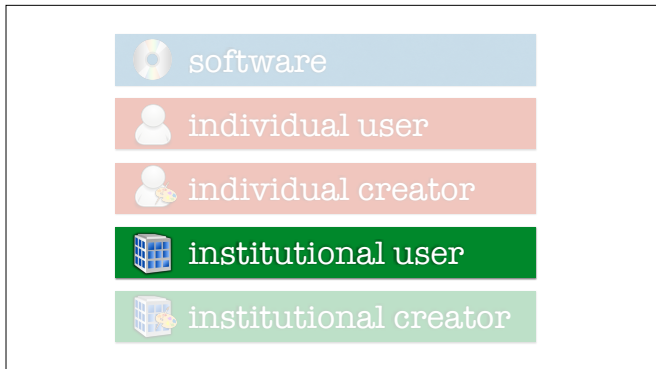 software
individual user
individual creator
institutional user
institutional creator